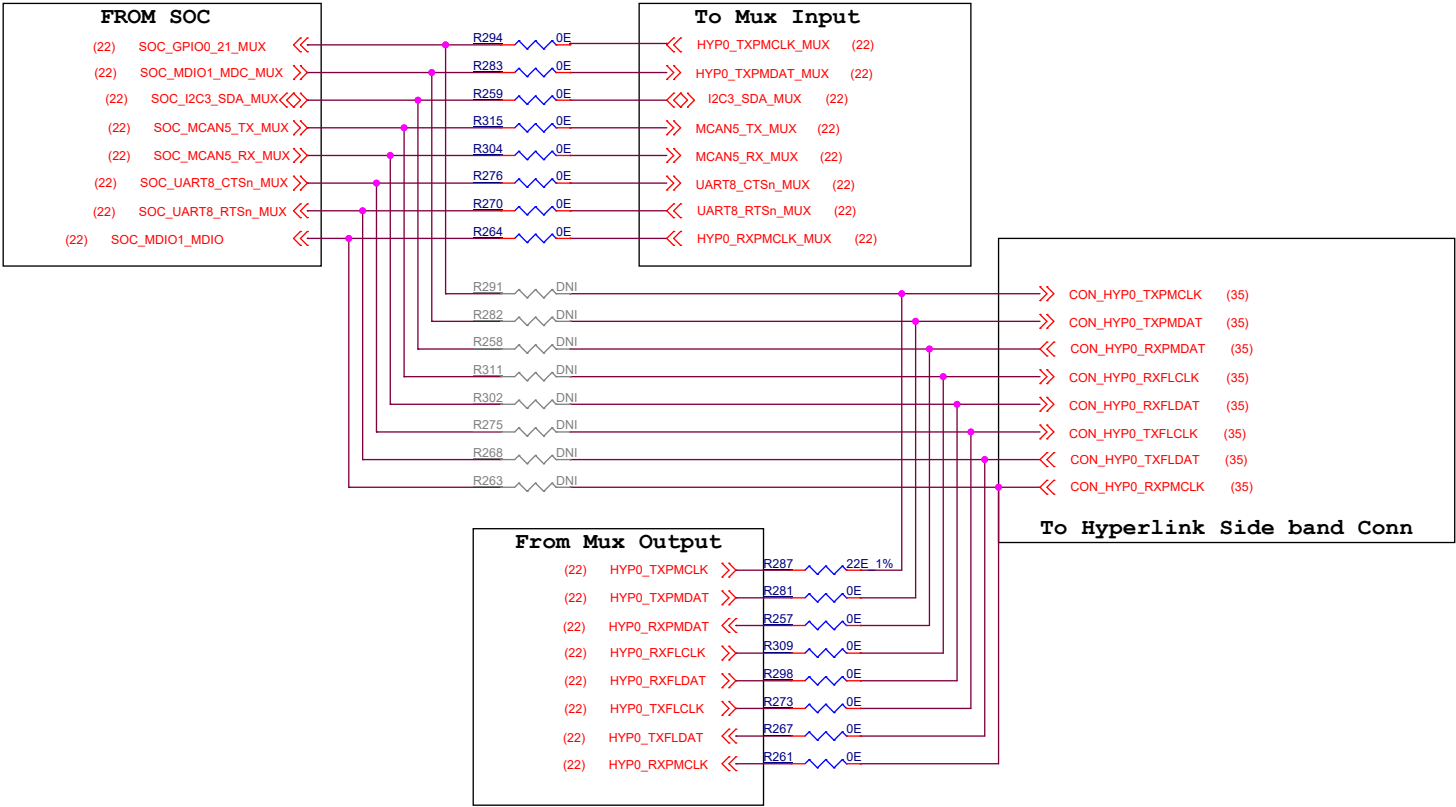 FROM SOC
To Mux Input
(22) SOC_GPIO0_21_MUX R294 0E HYP0_TXPMCLK_MUX (22)
(22) SOC_MDIO1_MDC_MUX R283 0E HYP0_TXPMDAT_MUX (22)
(22) SOC_I2C3_SDA_MUX R259 0E I2C3_SDA_MUX (22)
(22) SOC_MCAN5_TX_MUX R315 0E MCAN5_TX_MUX (22)
(22) SOC_MCAN5_RX_MUX R304 0E MCAN5_RX_MUX (22)
(22) SOC_UART8_CTSn_MUX R276 0E UART8_CTSn_MUX (22)
(22) SOC_UART8_RTSn_MUX R270 0E UART8_RTSn_MUX (22)
(22) SOC_MDIO1_MDIO R264 0E HYP0_RXPMCLK_MUX (22)
R291 DNI CON_HYP0_TXPMCLK (35)
R282 DNI CON_HYP0_TXPMDAT (35)
R258 DNI CON_HYP0_RXPMDAT (35)
R311 DNI CON_HYP0_RXFLCLK (35)
R302 DNI CON_HYP0_RXFLDAT (35)
R275 DNI CON_HYP0_TXFLCLK (35)
R268 DNI CON_HYP0_TXFLDAT (35)
R263 DNI CON_HYP0_RXPMCLK (35)
To Hyperlink Side band Conn
From Mux Output
(22) HYP0_TXPMCLK R287 22E_1%
(22) HYP0_TXPMDAT R281 0E
(22) HYP0_RXPMDAT R257 0E
(22) HYP0_RXFLCLK R309 0E
(22) HYP0_RXFLDAT R298 0E
(22) HYP0_TXFLCLK R273 0E
(22) HYP0_TXFLDAT R267 0E
(22) HYP0_RXPMCLK R261 0E